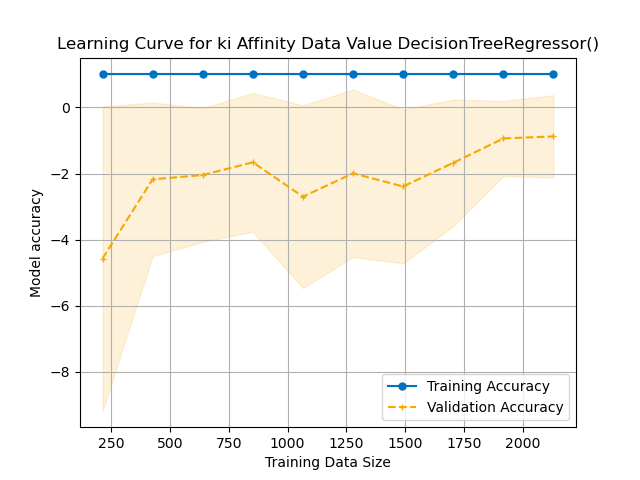 Learning Curve for ki Affinity Data Value DecisionTreeRegressor()
Model accuracy
0
−2
−4
−6
−8
Training Accuracy
Validation Accuracy
250 500 750 1000 1250 1500 1750 2000
Training Data Size